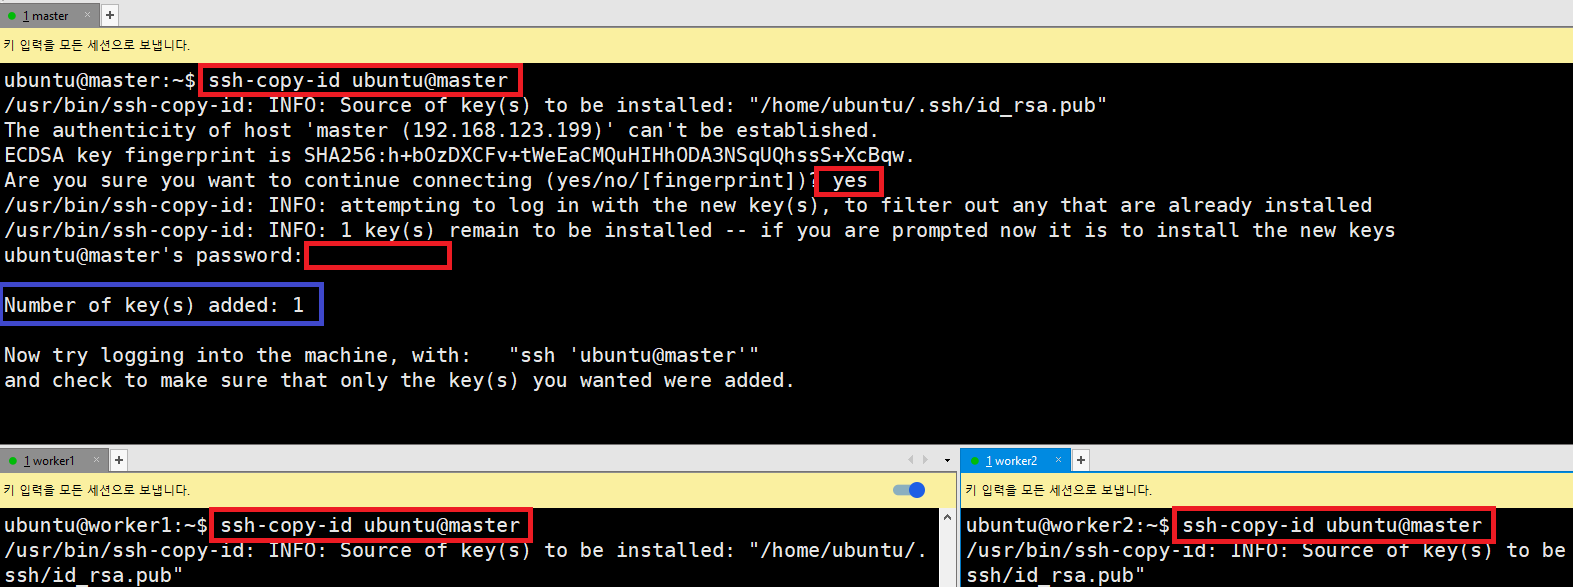 1 master
키 입력을 모든 세션으로 보냅니다.
ubuntu@master:~$ ssh-copy-id ubuntu@master
/usr/bin/ssh-copy-id: INFO: Source of key(s) to be installed: "/home/ubuntu/.ssh/id_rsa.pub"
The authenticity of host 'master (192.168.123.199)' can't be established.
ECDSA key fingerprint is SHA256:h+bOzDXCFv+tWeEaCMQuHIHhODA3NSqUQhssS+XcBqw.
Are you sure you want to continue connecting (yes/no/[fingerprint])? yes
/usr/bin/ssh-copy-id: INFO: attempting to log in with the new key(s), to filter out any that are already installed
/usr/bin/ssh-copy-id: INFO: 1 key(s) remain to be installed -- if you are prompted now it is to install the new keys
ubuntu@master's password:
Number of key(s) added: 1
Now try logging into the machine, with:   "ssh 'ubuntu@master'"
and check to make sure that only the key(s) you wanted were added.
1 worker1
키 입력을 모든 세션으로 보냅니다.
ubuntu@worker1:~$ ssh-copy-id ubuntu@master
/usr/bin/ssh-copy-id: INFO: Source of key(s) to be installed: "/home/ubuntu/.
ssh/id_rsa.pub"
1 worker2
키 입력을 모든 세션으로 보냅니다.
ubuntu@worker2:~$ ssh-copy-id ubuntu@master
/usr/bin/ssh-copy-id: INFO: Source of key(s) to be
ssh/id_rsa.pub"